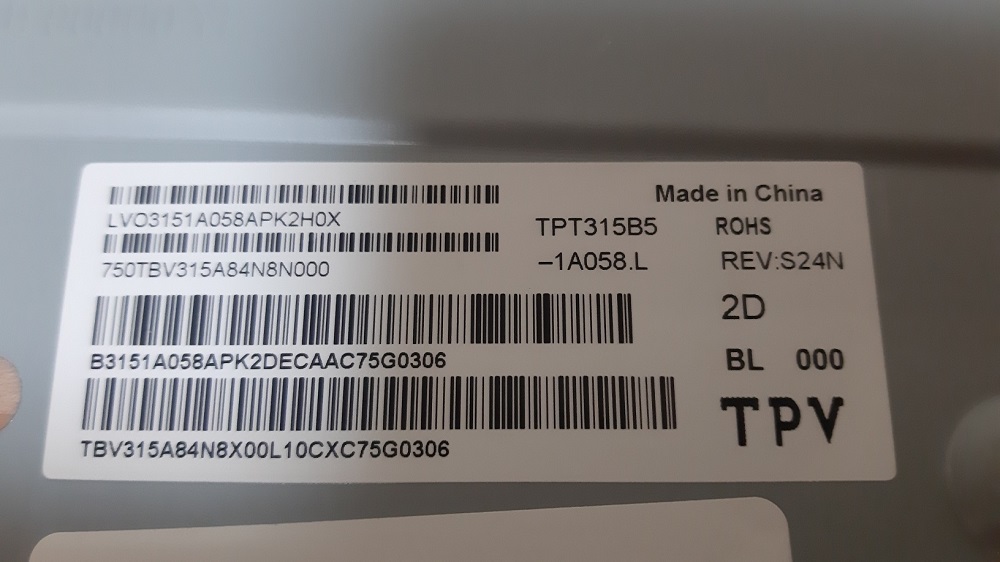 LVO3151A058APK2H0X
750TBV315A84N8N000
B3151A058APK2DECAAC75G0306
TBV315A84N8X00L10CXC75G0306
TPT315B5
–1A058.L
Made in China
ROHS
REV:S24N
2D
BL 000
TPV